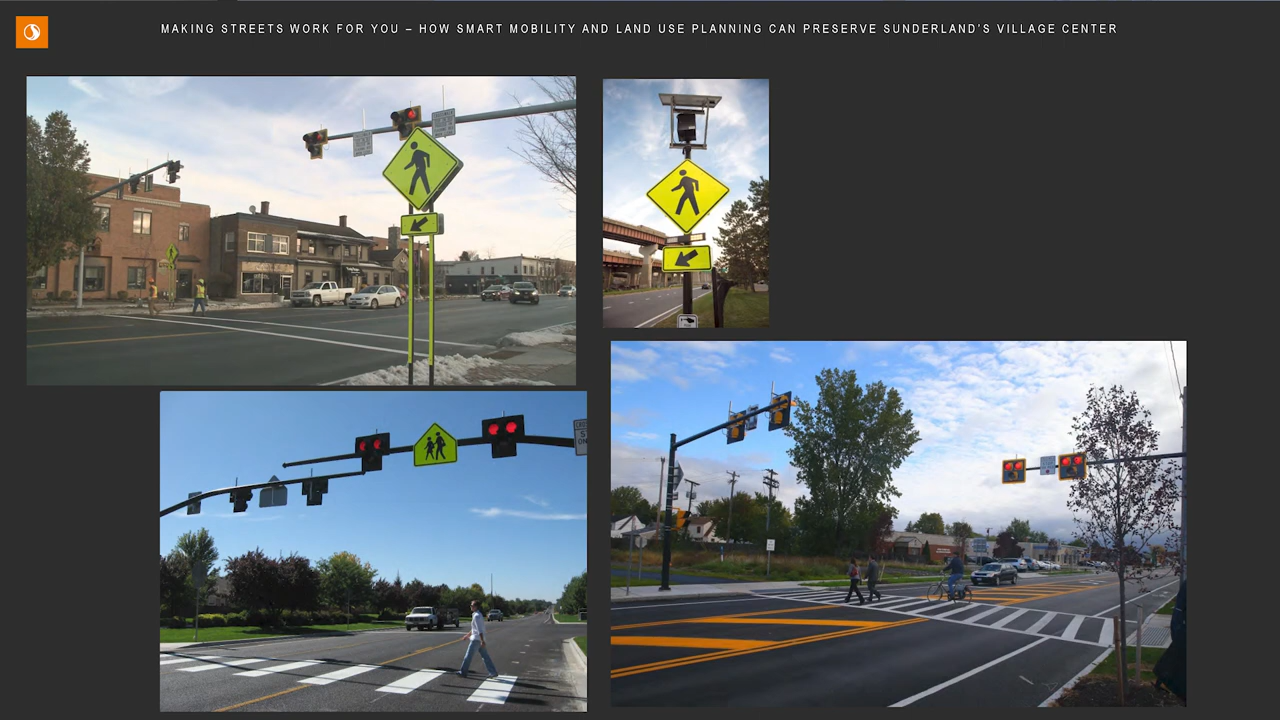 MAKING STREETS WORK FOR YOU – HOW SMART MOBILITY AND LAND USE PLANNING CAN PRESERVE SUNDERLAND'S VILLAGE CENTER